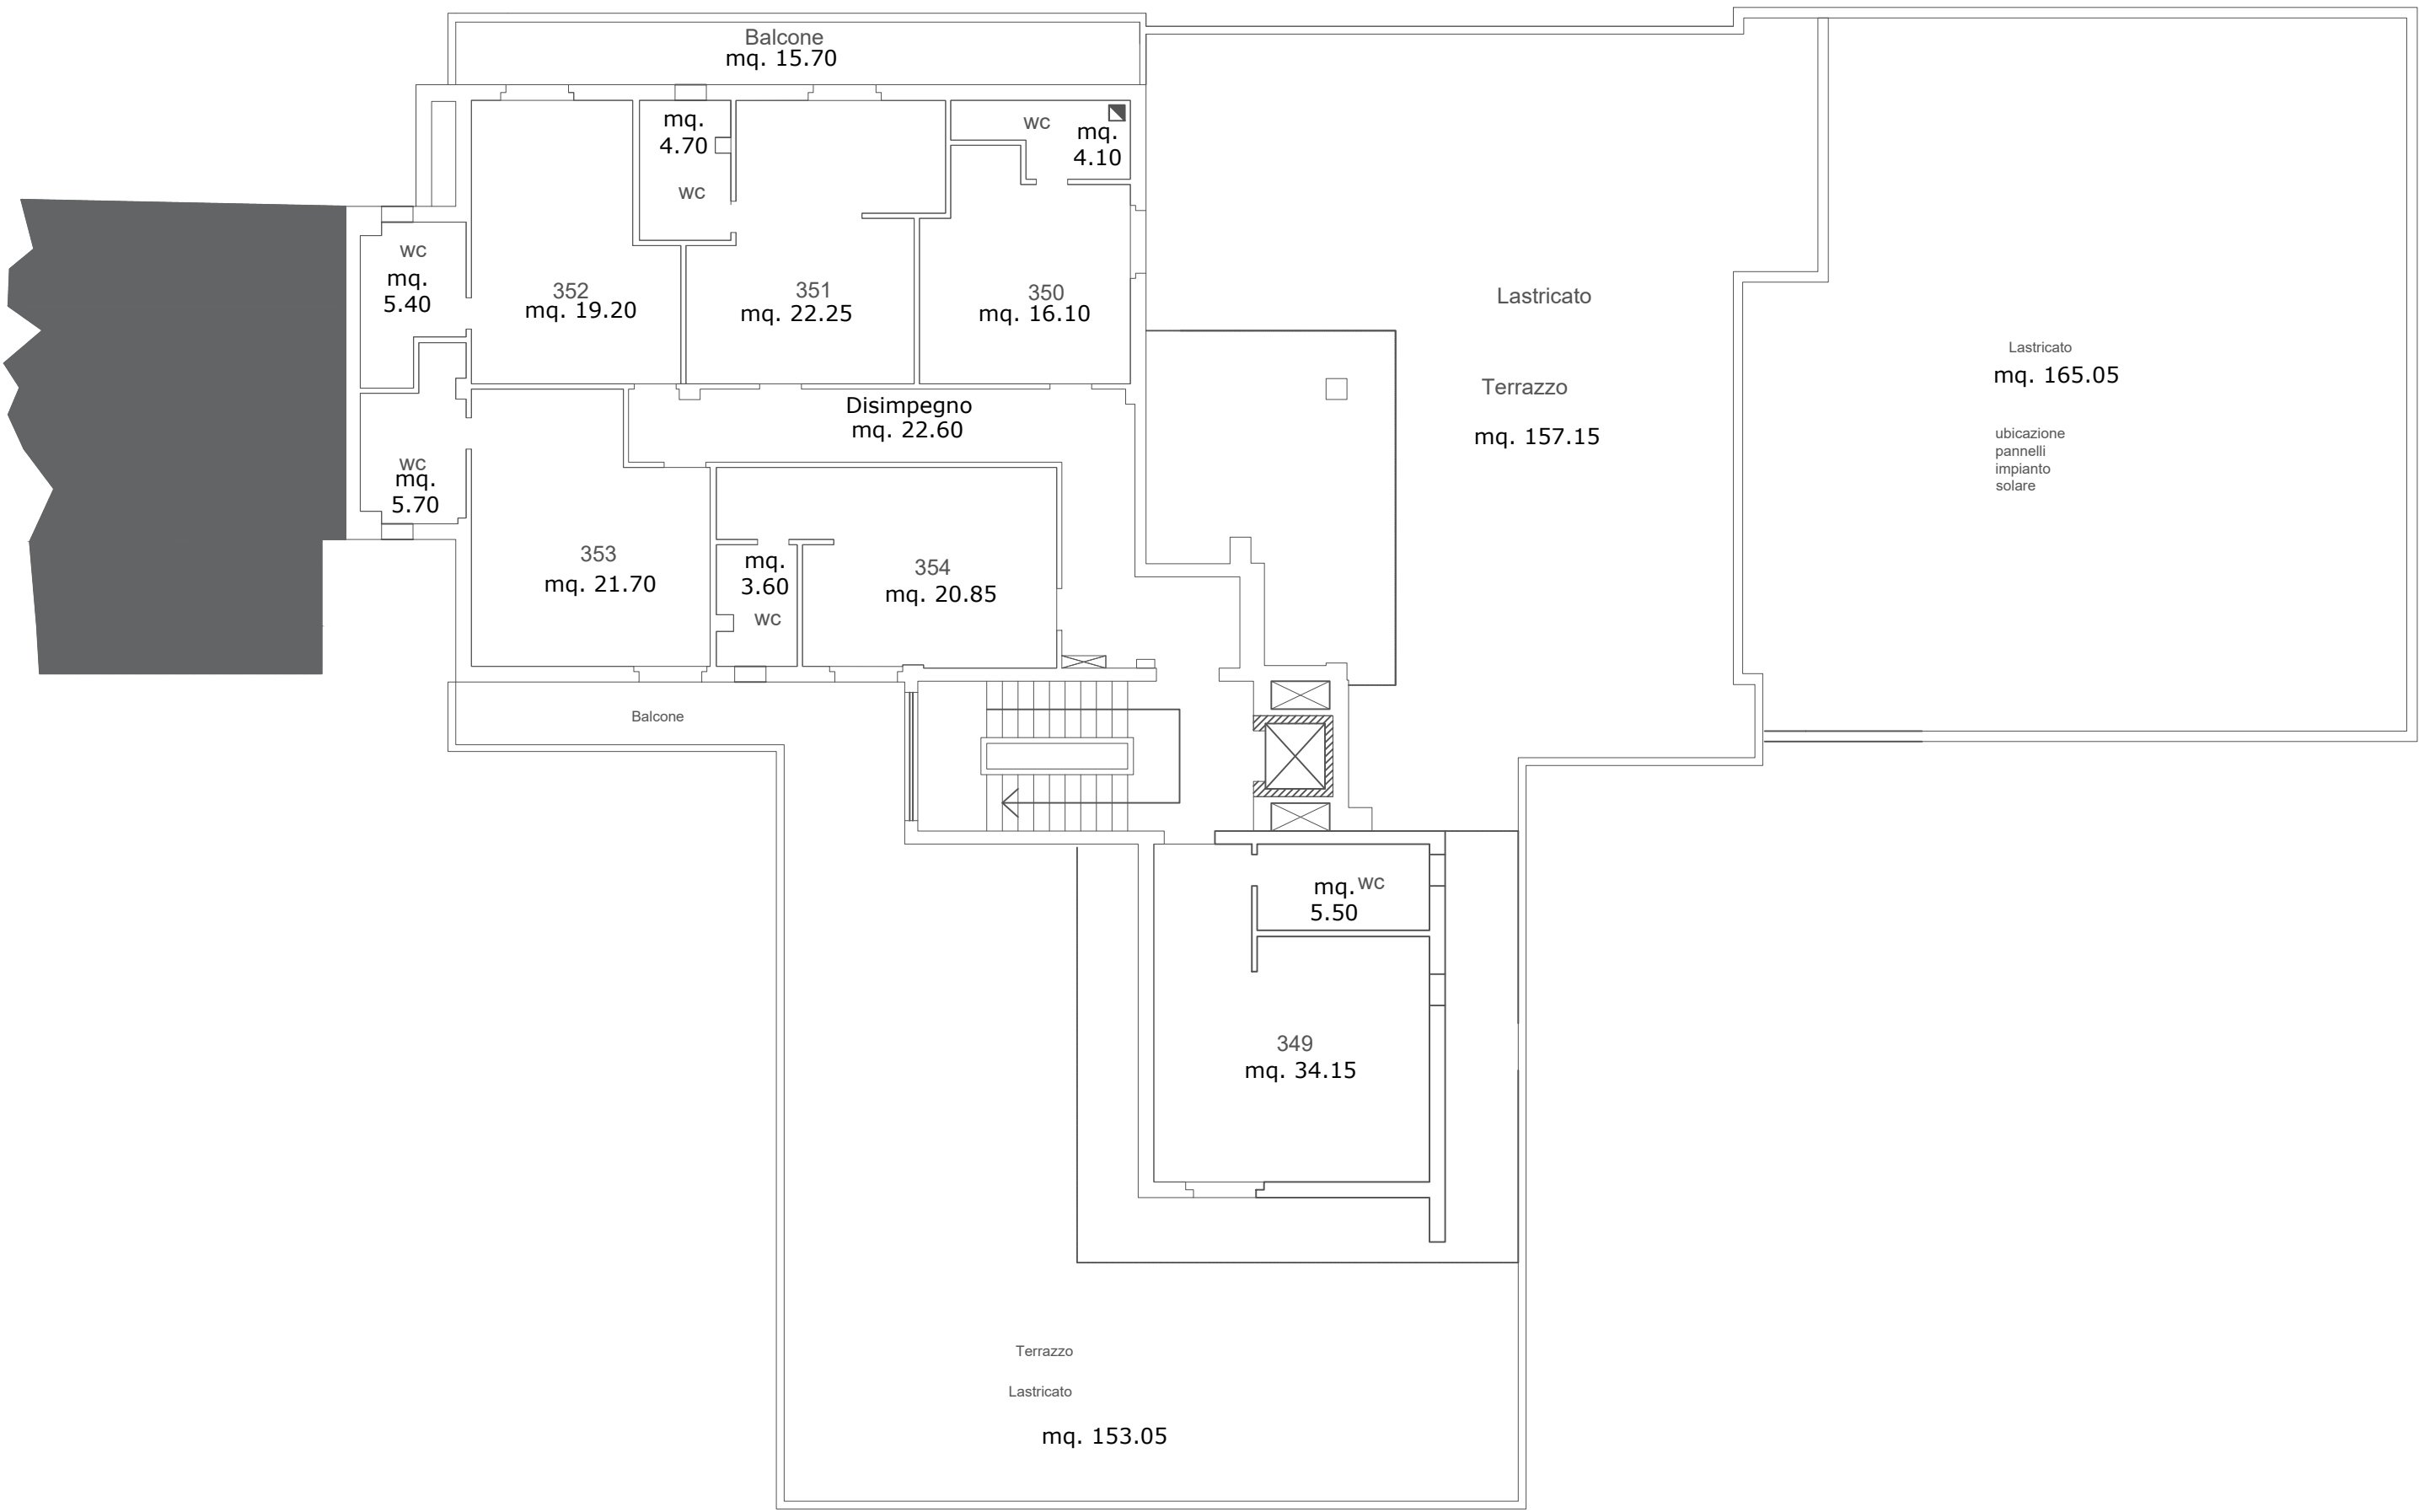 Balcone
mq. 15.70
mq.
4.70
wc
wc
mq.
4.10
wc
mq.
5.40
352
mq. 19.20
351
mq. 22.25
350
mq. 16.10
Lastricato
Terrazzo
mq. 157.15
Lastricato
mq. 165.05
ubicazione
pannelli
impianto
solare
Disimpegno
mq. 22.60
wc
mq.
5.70
353
mq. 21.70
mq.
3.60
wc
354
mq. 20.85
Balcone
mq. wc
5.50
349
mq. 34.15
Terrazzo
Lastricato
mq. 153.05